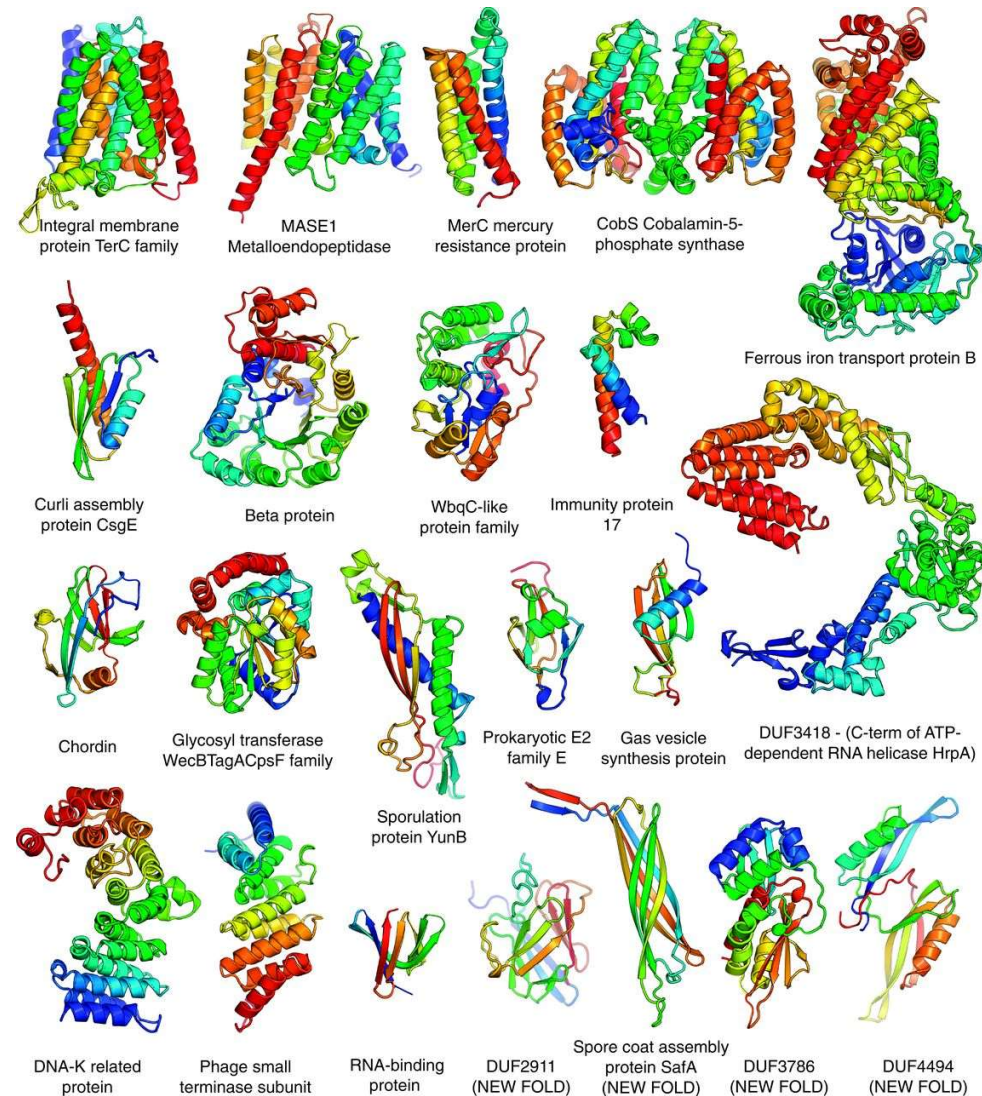 Integral membrane
protein TerC family
MASE1
Metalloendopeptidase
MerC mercury
resistance protein
CobS Cobalamin-5-
phosphate synthase
Ferrous iron transport protein B
Curli assembly
protein CsgE
Beta protein
WbqC-like
protein family
Immunity protein
17
Chordin
Glycosyl transferase
WecBTagACpsF family
Sporulation
protein YunB
Prokaryotic E2
family E
Gas vesicle
synthesis protein
DUF3418 - (C-term of ATP-
dependent RNA helicase HrpA)
DNA-K related
protein
Phage small
terminase subunit
RNA-binding
protein
DUF2911
(NEW FOLD)
Spore coat assembly
protein SafA
(NEW FOLD)
DUF3786
(NEW FOLD)
DUF4494
(NEW FOLD)